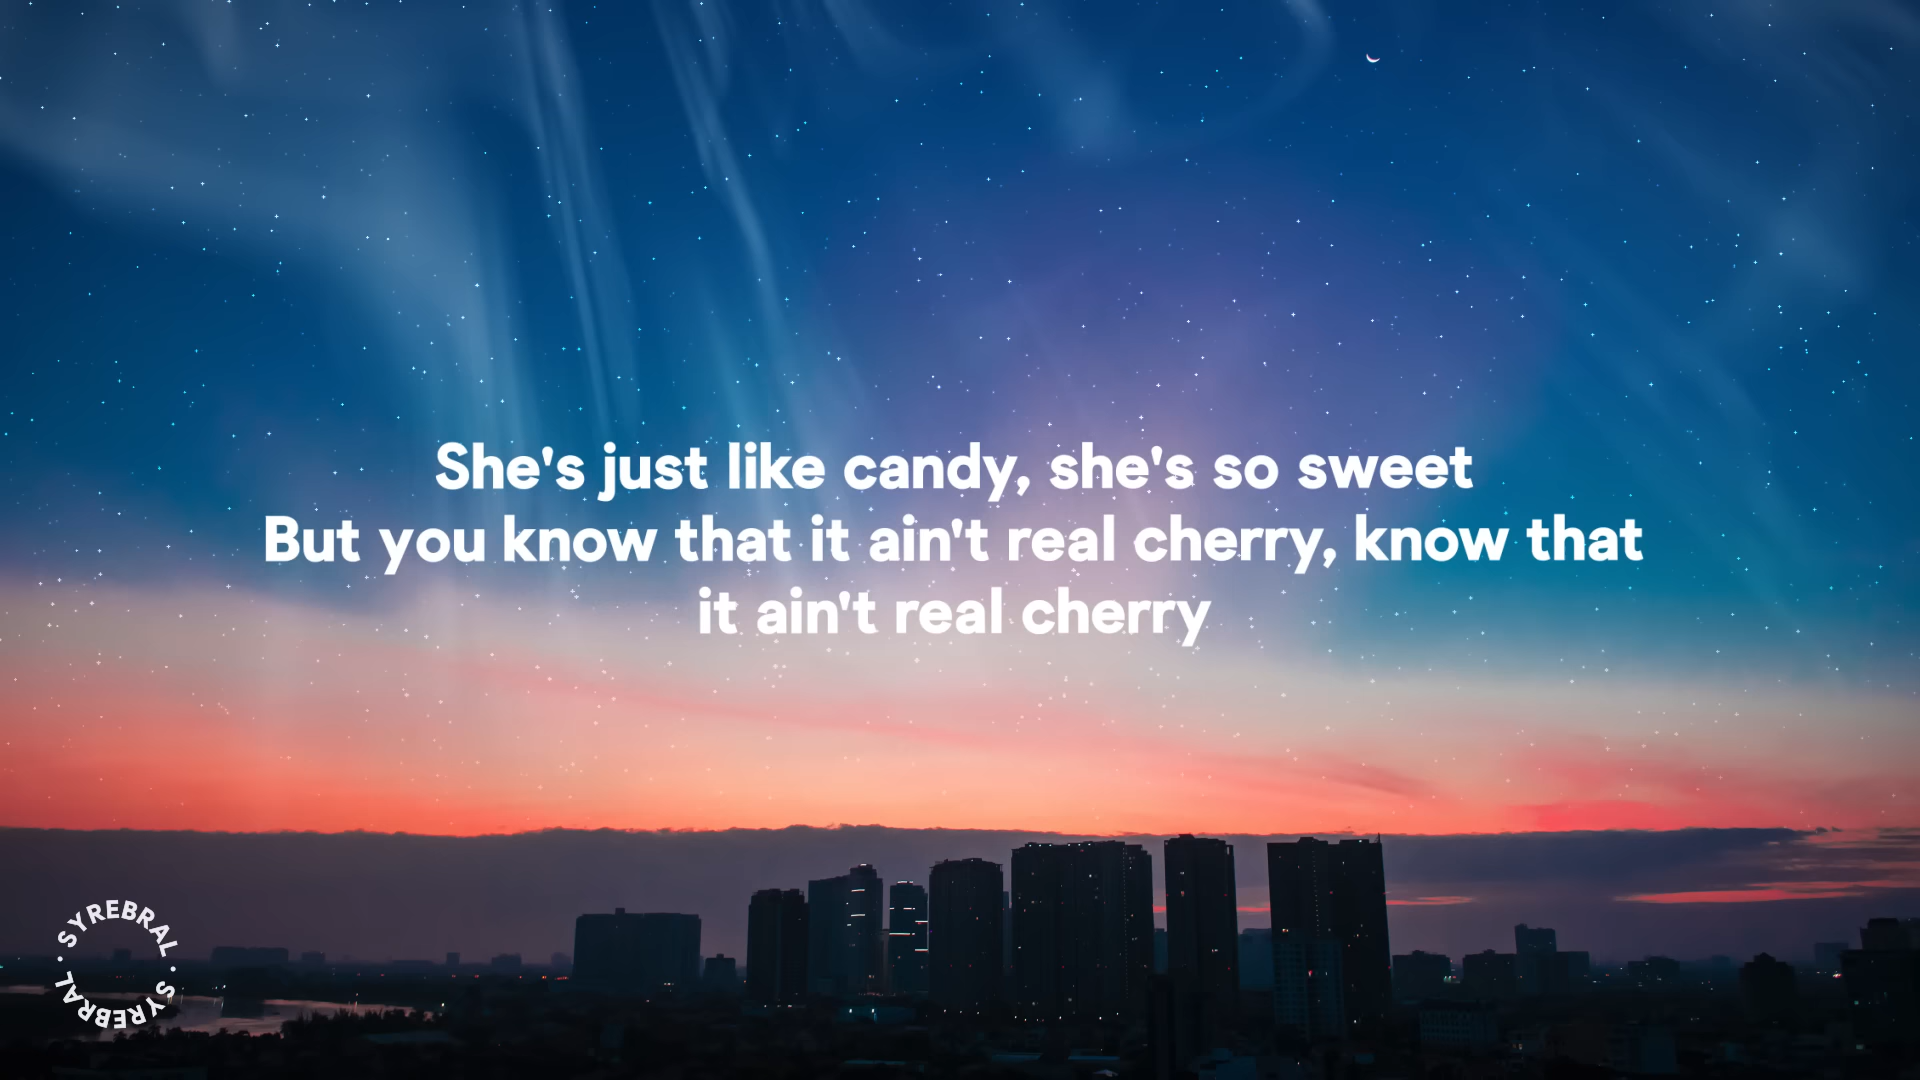 She's just like candy, she's so sweet
But you know that it ain't real cherry, know that
it ain't real cherry
SYREBRAL · SYREBRAL ·